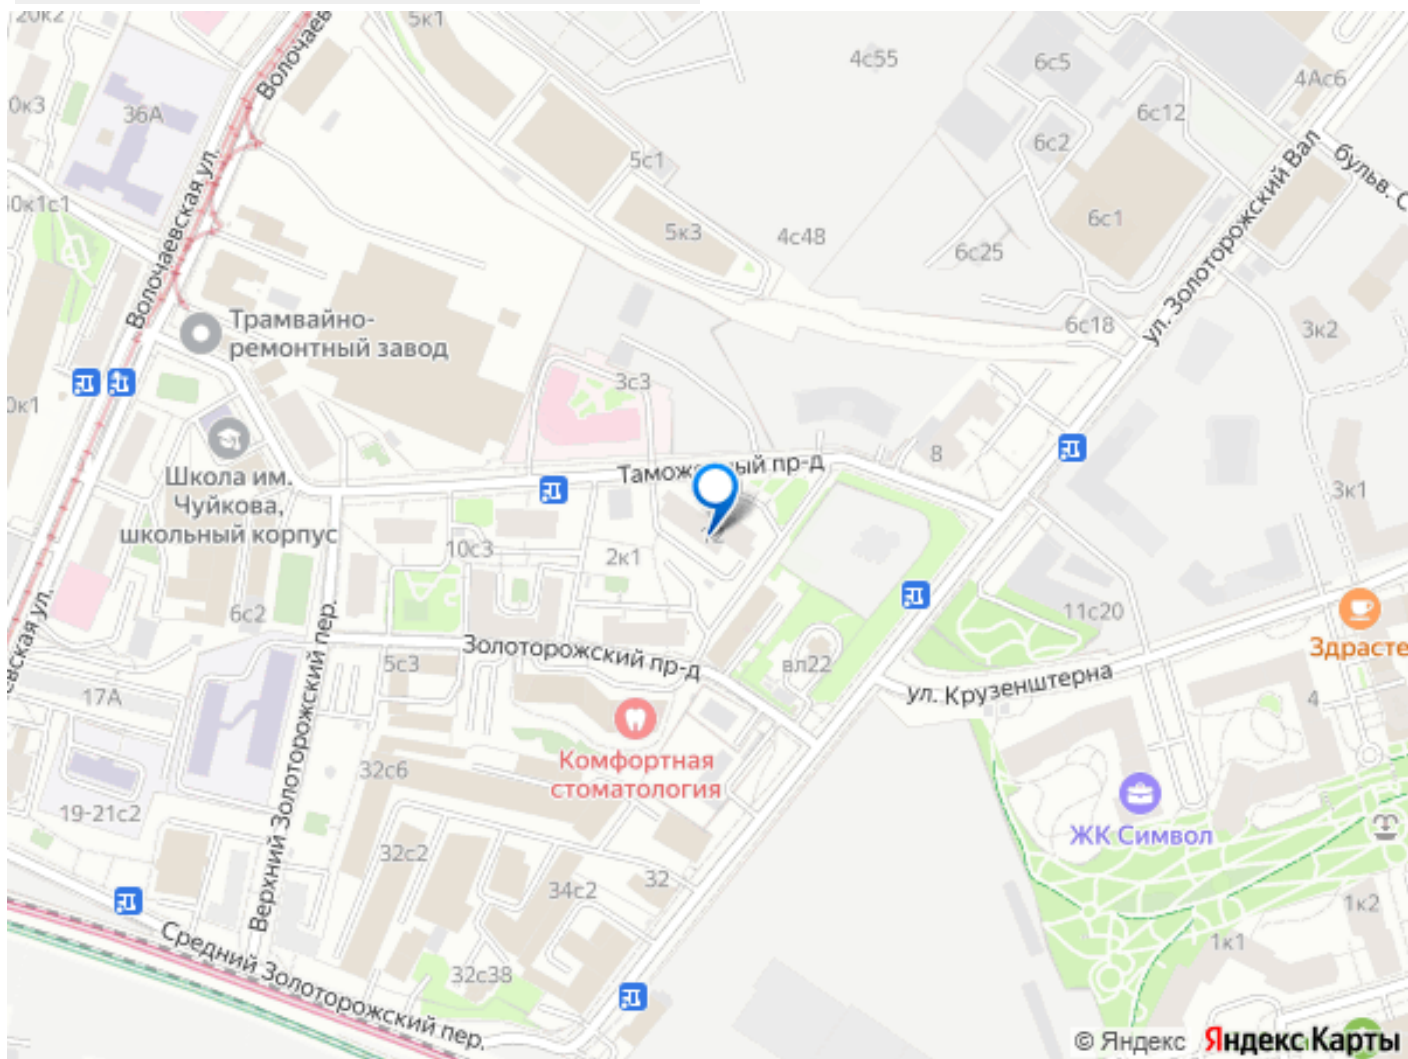 20к2
5к1
Волочаев
4с55
6с5
4Ас6
0к3
36А
6с12
5с1
6с2
ул. Золоторожский Вал
бульв. С
0к1с1
Волочаевская ул.
5к3
4с48
6с1
6с25
Трамвайно-
ремонтный завод
6с18
3к2
3с3
0к1
Школа им.
Чуйкова,
школьный корпус
8
3к1
10с3
2к1
6с2
11с20
Здрасте
евская ул.
Верхний Золоторожский пер.
Золоторожский пр-д
5с3
вл22
ул. Крузенштерна
4
17А
Комфортная
стоматология
32с6
19-21с2
ЖК Символ
32с2
34с2
32
1к2
1к1
Средний Золоторожский пер.
32с38
© Яндекс
Яндекс Карты